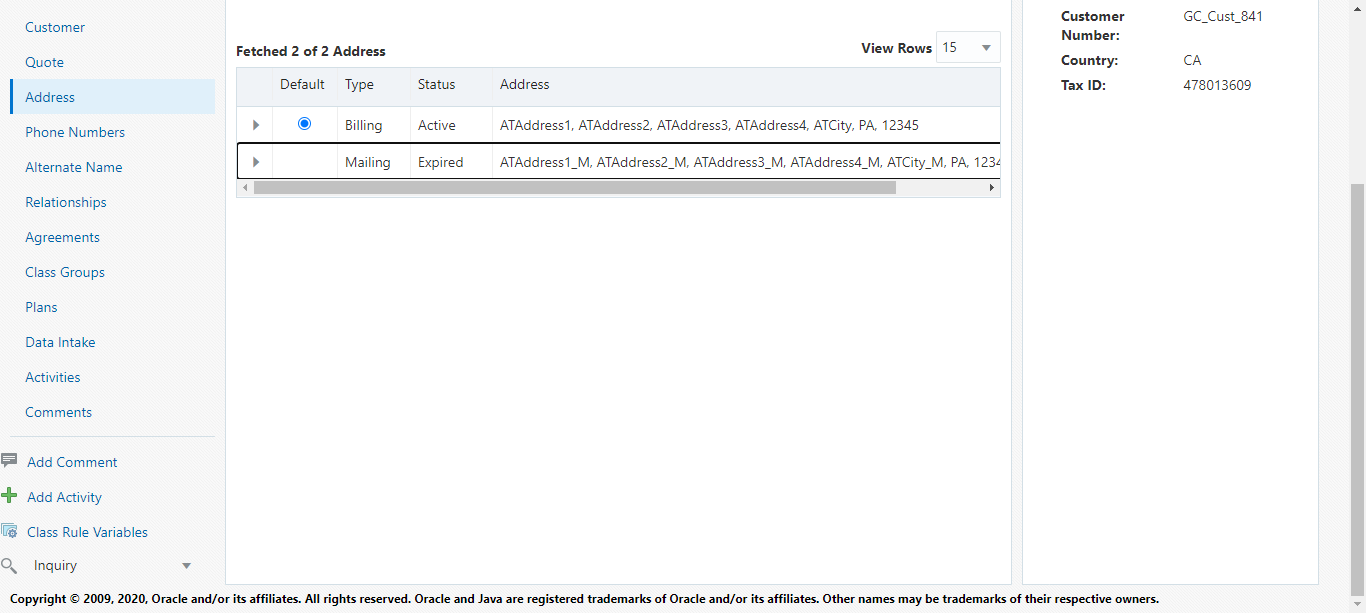 Customer
Quote
Address
Phone Numbers
Alternate Name
Relationships
Agreements
Class Groups
Plans
Data Intake
Activities
Comments
Add Comment
Add Activity
Class Rule Variables
Inquiry
Fetched 2 of 2 Address
View Rows 15
Default Type Status Address
Billing Active ATAddress1, ATAddress2, ATAddress3, ATAddress4, ATCity, PA, 12345
Mailing Expired ATAddress1_M, ATAddress2_M, ATAddress3_M, ATAddress4_M, ATCity_M, PA, 1234
Customer Number: GC_Cust_841
Country: CA
Tax ID: 478013609
Copyright © 2009, 2020, Oracle and/or its affiliates. All rights reserved. Oracle and Java are registered trademarks of Oracle and/or its affiliates. Other names may be trademarks of their respective owners.